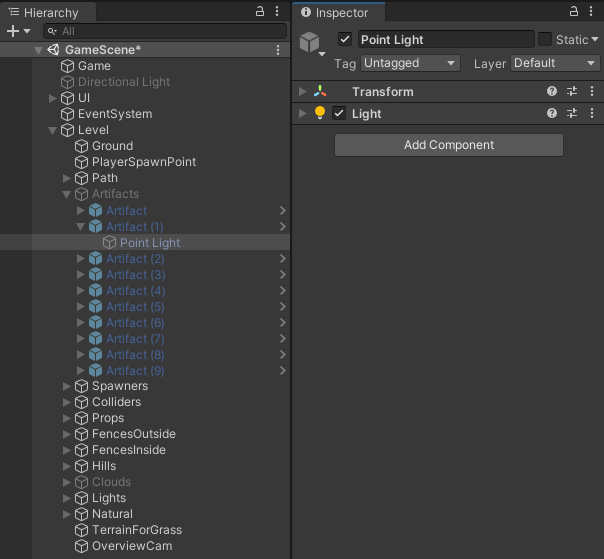 Hierarchy
All
GameScene*
Game
Directional Light
UI
EventSystem
Level
Ground
PlayerSpawnPoint
Path
Artifacts
Artifact
Artifact (1)
Point Light
Artifact (2)
Artifact (3)
Artifact (4)
Artifact (5)
Artifact (6)
Artifact (7)
Artifact (8)
Artifact (9)
Spawners
Colliders
Props
FencesOutside
FencesInside
Hills
Clouds
Lights
Natural
TerrainForGrass
OverviewCam
Inspector
Point Light Static
Tag Untagged Layer Default
Transform
Light
Add Component